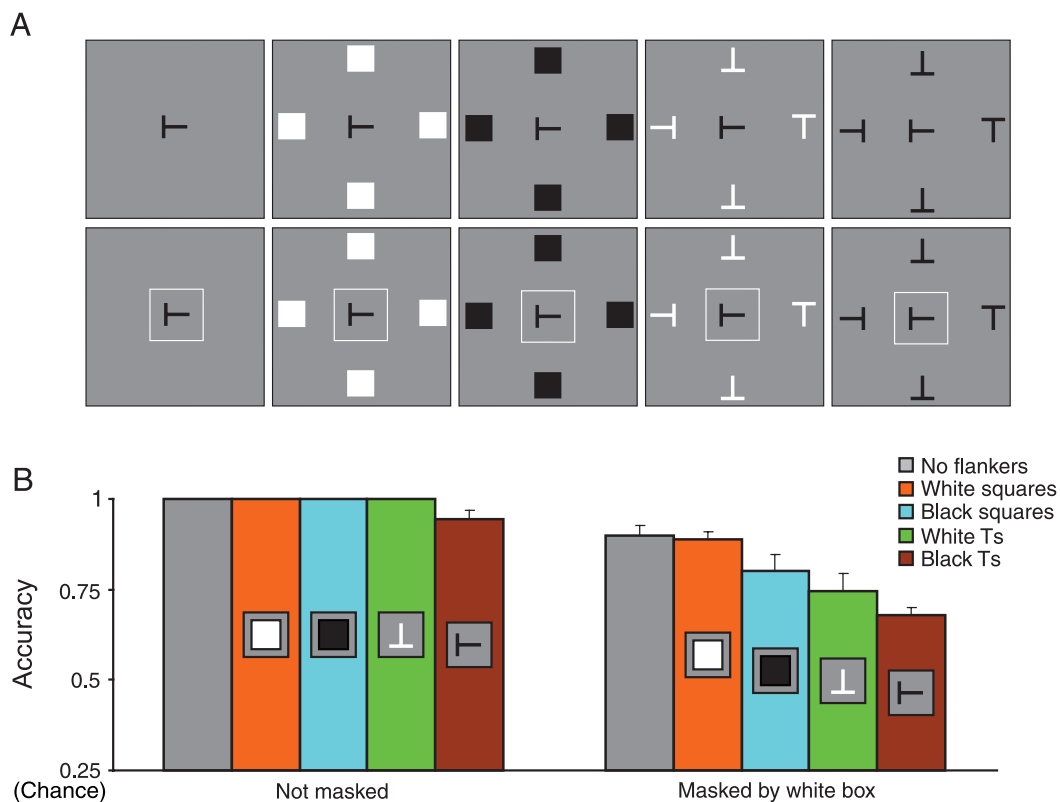 A
B
No flankers
White squares
Black squares
White Ts
Black Ts
Accuracy
1
0.75
0.5
0.25
(Chance)
Not masked
Masked by white box